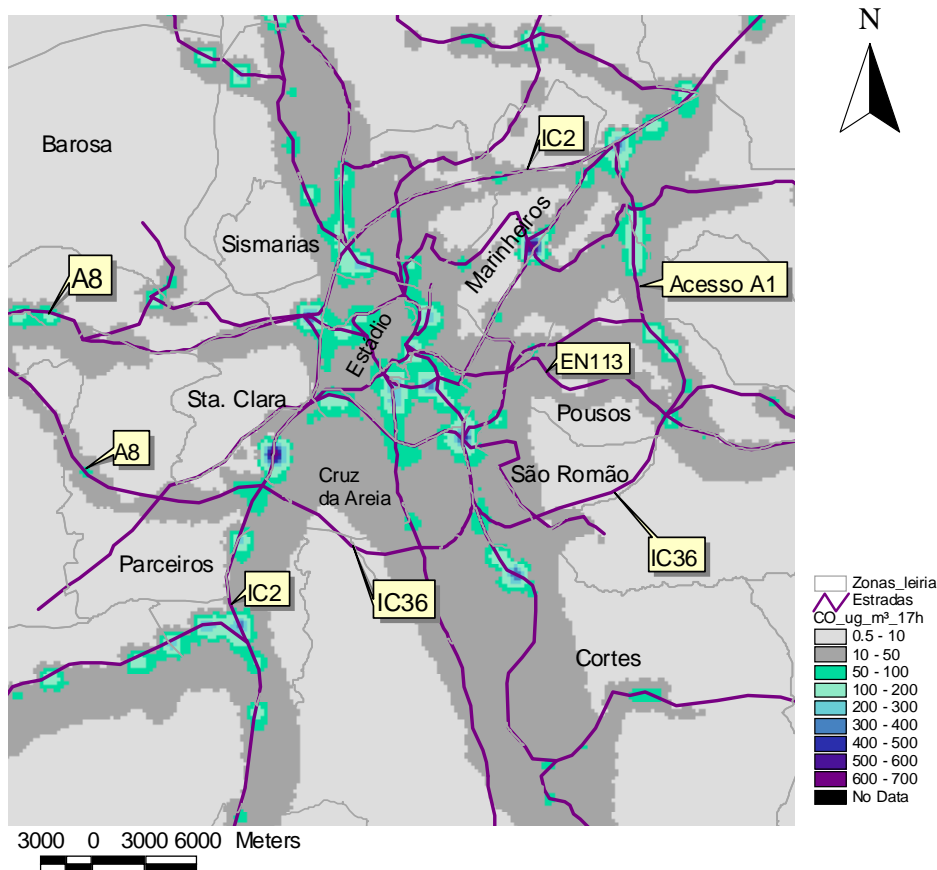 N
IC2
Barosa
Marinheiros
Sismarias
A8
Acesso A1
Estádio
EN113
Sta. Clara
Pousos
A8
Cruz
da Areia
São Romão
Parceiros
IC2
IC36
IC36
Cortes
Zonas_leiria
Estradas
CO_ug_m³_17h
0.5 - 10
10 - 50
50 - 100
100 - 200
200 - 300
300 - 400
400 - 500
500 - 600
600 - 700
No Data
3000 0 3000 6000 Meters